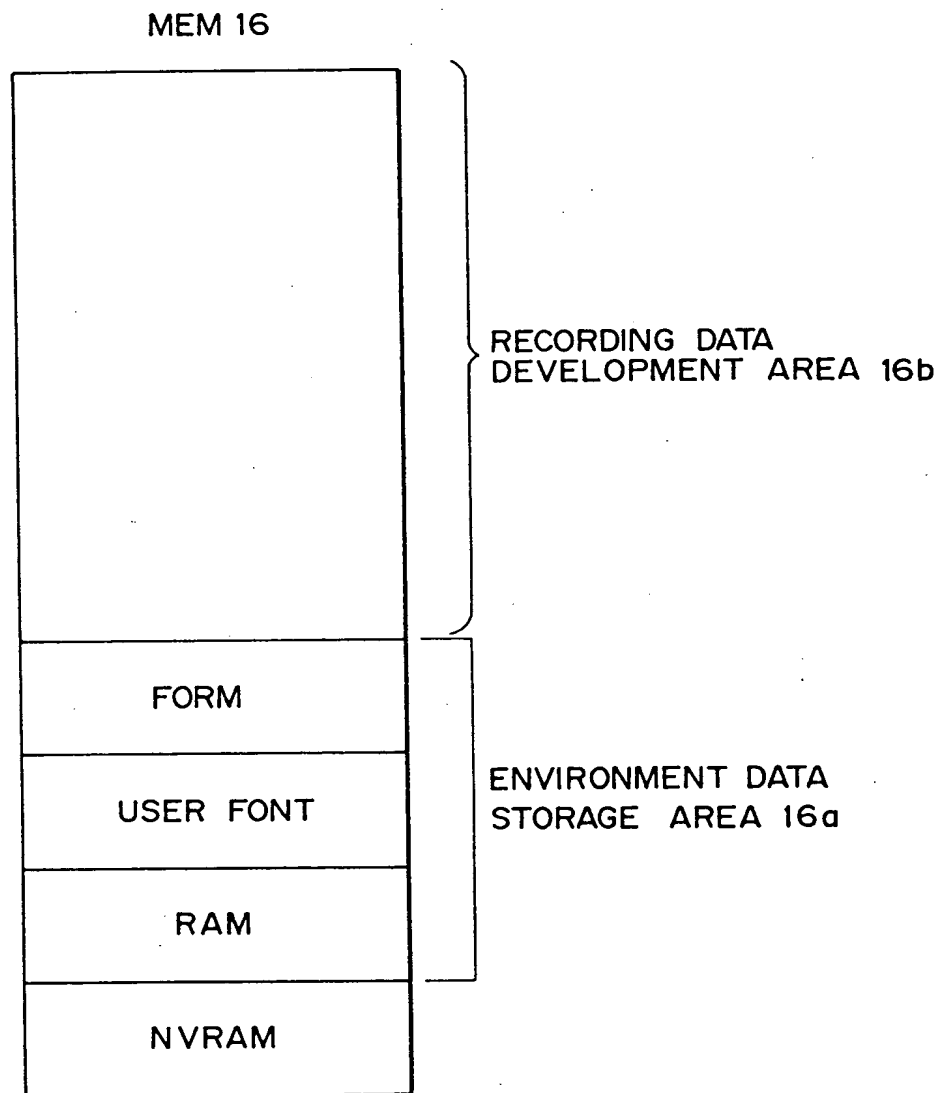 MEM 16
RECORDING DATA
DEVELOPMENT AREA 16b
FORM
USER FONT
ENVIRONMENT DATA
STORAGE AREA 16a
RAM
NVRAM